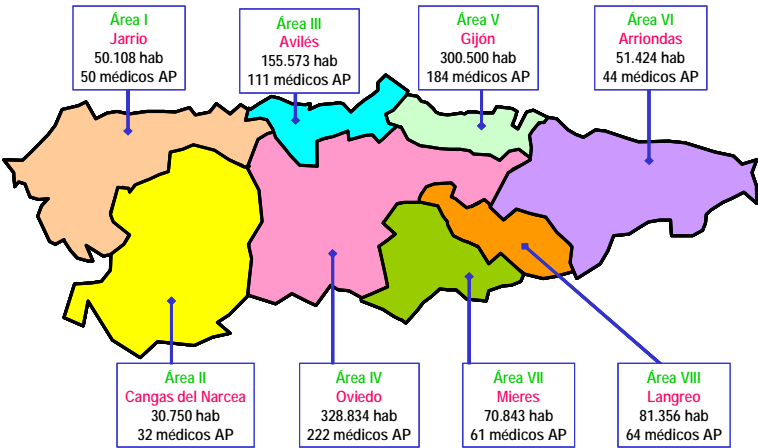 Área I
Jarrio
50.108 hab
50 médicos AP
Área III
Avilés
155.573 hab
111 médicos AP
Área V
Gijón
300.500 hab
184 médicos AP
Área VI
Arriondas
51.424 hab
44 médicos AP
Área II
Cangas del Narcea
30.750 hab
32 médicos AP
Área IV
Oviedo
328.834 hab
222 médicos AP
Área VII
Mieres
70.843 hab
61 médicos AP
Área VIII
Langreo
81.356 hab
64 médicos AP